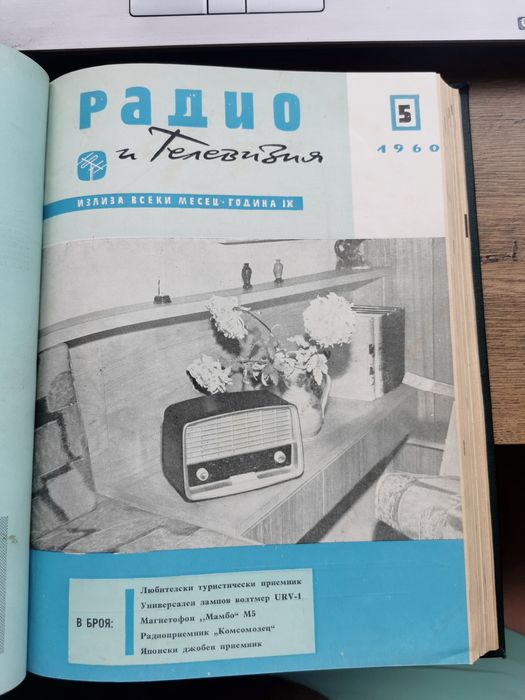 Радио
и Телевизия
5
1960
ИЗЛИЗА ВСЕКИ МЕСЕЦ · ГОДИНА IX
В БРОЯ:
Любителски туристически приемник
Универсален лампов волтмер URV-1
Магнетофон „Мамбо" М5
Радиоприемник „Комсомолец"
Японски джобен приемник